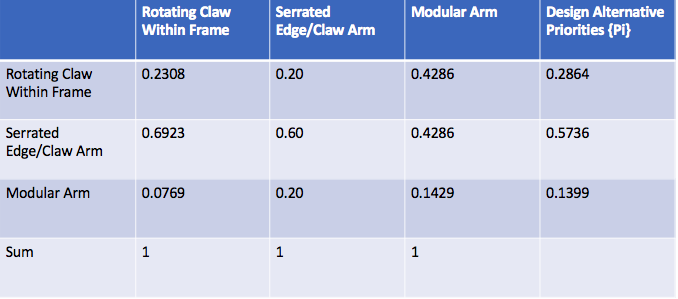 Rotating Claw Within Frame Serrated Edge/Claw Arm Modular Arm Design Alternative Priorities {Pi}
Rotating Claw Within Frame 0.2308 0.20 0.4286 0.2864
Serrated Edge/Claw Arm 0.6923 0.60 0.4286 0.5736
Modular Arm 0.0769 0.20 0.1429 0.1399
Sum 1 1 1